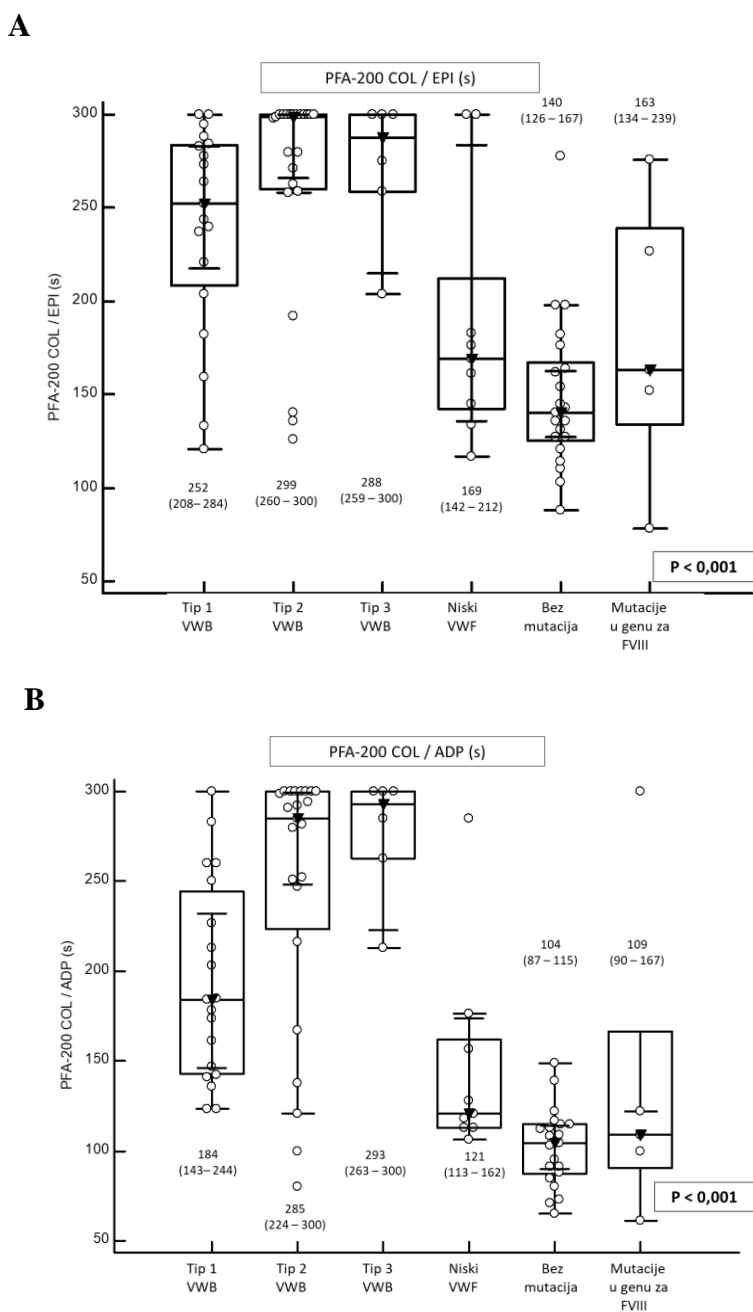 A
PFA-200 COL / EPI (s)
140
(126 – 167)
163
(134 – 239)
300
250
200
150
100
50
PFA-200 COL / EPI (s)
252
(208 – 284)
299
(260 – 300)
288
(259 – 300)
169
(142 – 212)
P < 0,001
Tip 1
VWB
Tip 2
VWB
Tip 3
VWB
Niski
VWF
Bez
mutacija
Mutacije
u genu za
FVIII
B
PFA-200 COL / ADP (s)
300
250
200
150
100
50
PFA-200 COL / ADP (s)
104
(87 – 115)
109
(90 – 167)
184
(143 – 244)
285
(224 – 300)
293
(263 – 300)
121
(113 – 162)
P < 0,001
Tip 1
VWB
Tip 2
VWB
Tip 3
VWB
Niski
VWF
Bez
mutacija
Mutacije
u genu za
FVIII